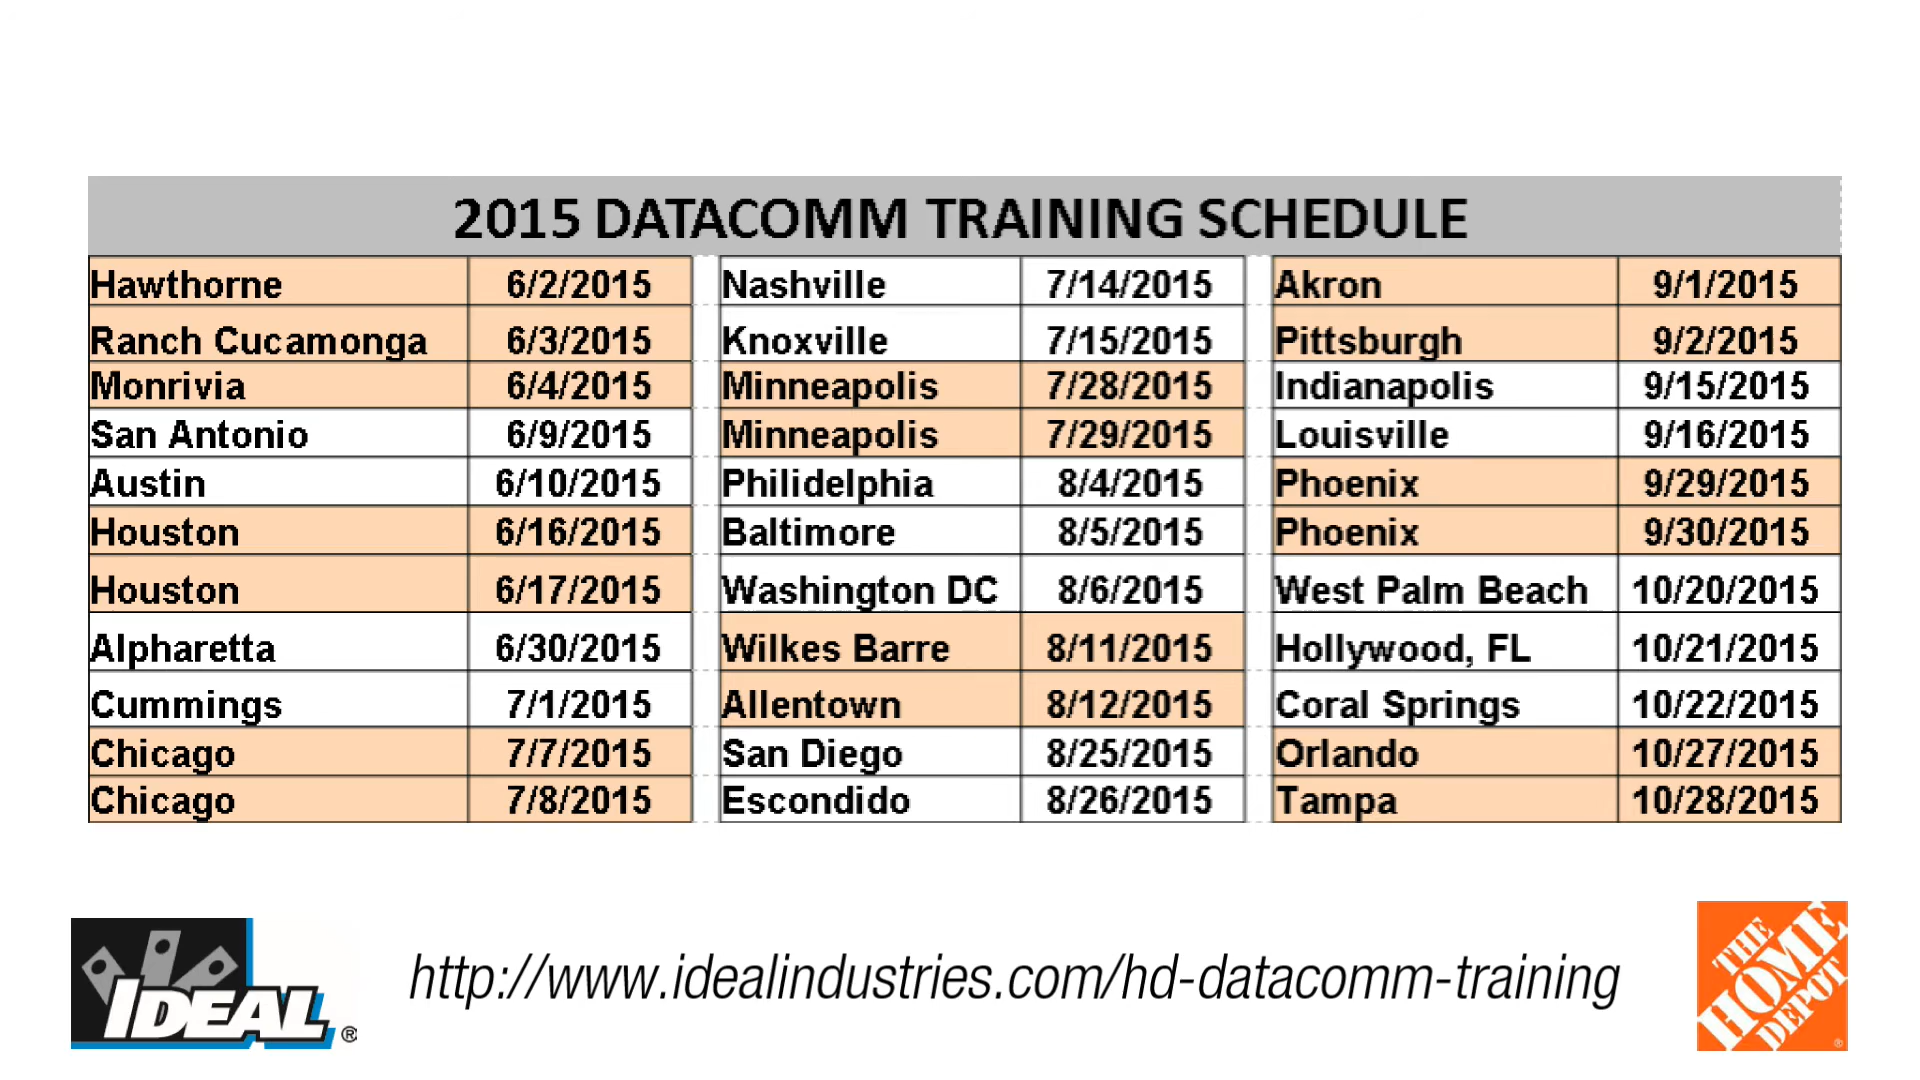 2015 DATACOMM TRAINING SCHEDULE
Hawthorne 6/2/2015 Nashville 7/14/2015 Akron 9/1/2015
Ranch Cucamonga 6/3/2015 Knoxville 7/15/2015 Pittsburgh 9/2/2015
Monrivia 6/4/2015 Minneapolis 7/28/2015 Indianapolis 9/15/2015
San Antonio 6/9/2015 Minneapolis 7/29/2015 Louisville 9/16/2015
Austin 6/10/2015 Philidelphia 8/4/2015 Phoenix 9/29/2015
Houston 6/16/2015 Baltimore 8/5/2015 Phoenix 9/30/2015
Houston 6/17/2015 Washington DC 8/6/2015 West Palm Beach 10/20/2015
Alpharetta 6/30/2015 Wilkes Barre 8/11/2015 Hollywood, FL 10/21/2015
Cummings 7/1/2015 Allentown 8/12/2015 Coral Springs 10/22/2015
Chicago 7/7/2015 San Diego 8/25/2015 Orlando 10/27/2015
Chicago 7/8/2015 Escondido 8/26/2015 Tampa 10/28/2015
IDEAL®
http://www.idealindustries.com/hd-datacomm-training
THE
HOME
DEPOT®